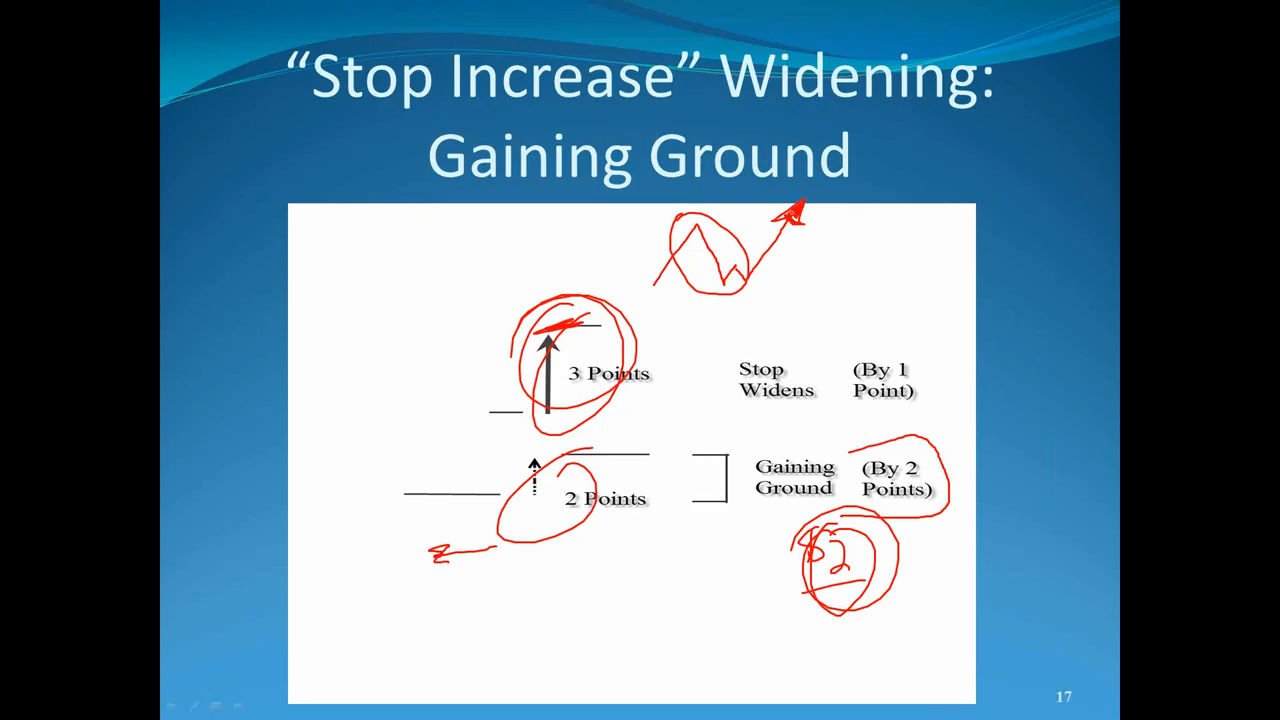 “Stop Increase” Widening:
Gaining Ground
3 Points
Stop
Widens
(By 1
Point)
2 Points
Gaining
Ground
(By 2
Points)
2
17